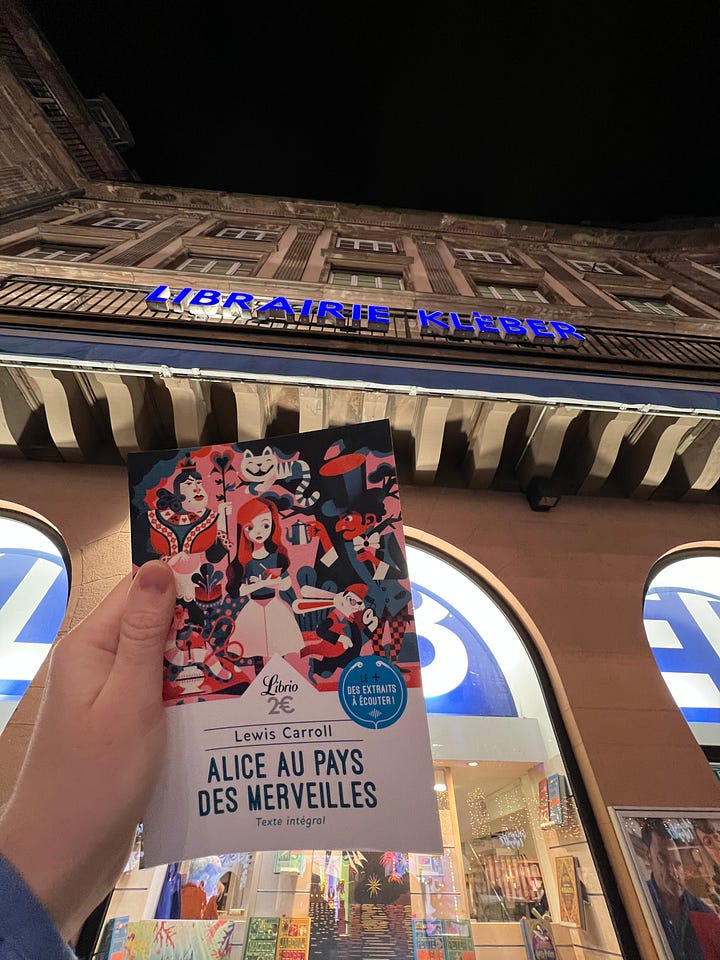 LIBRAIRIE KLÉBER
Librio
2€
LE +
DES EXTRAITS
À ÉCOUTER !
Lewis Carroll
ALICE AU PAYS
DES MERVEILLES
Texte intégral